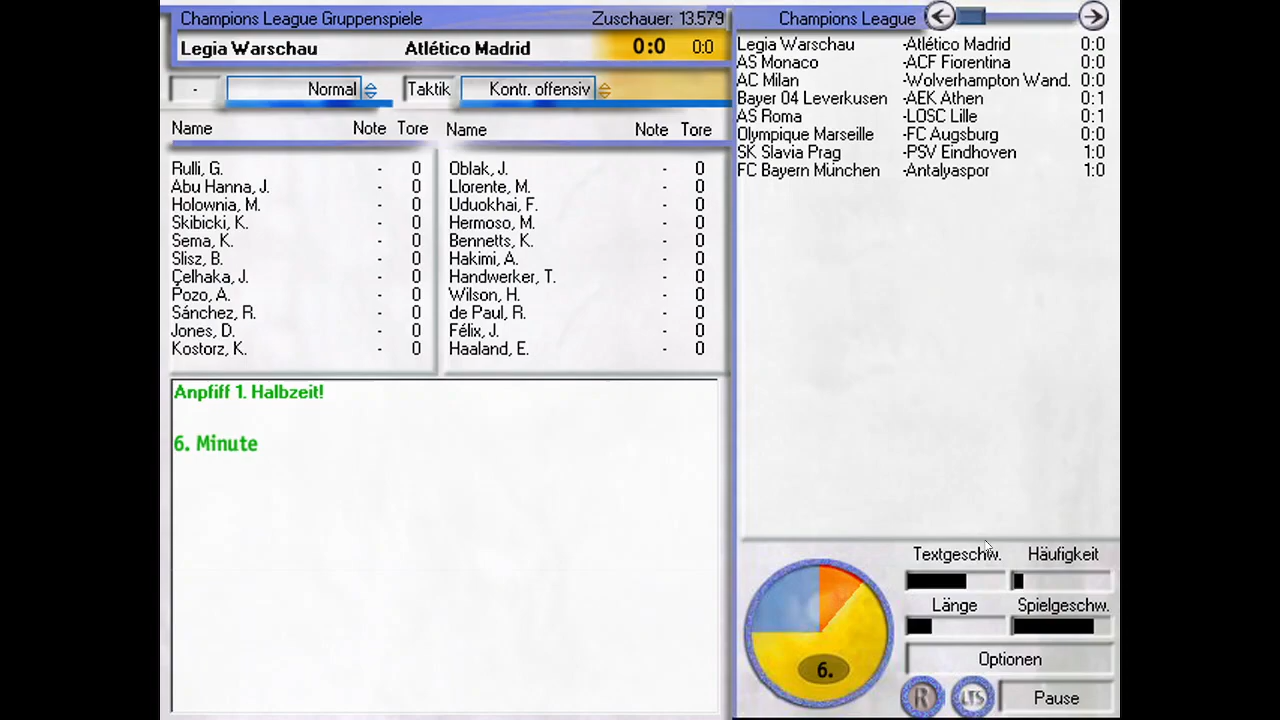 Champions League Gruppenspiele Zuschauer: 13.579
Legia Warschau Atlético Madrid 0:0 0:0
- Normal Taktik Kontr. offensiv
Name Note Tore Name Note Tore
Rulli, G. - 0 Oblak, J. - 0
Abu Hanna, J. - 0 Llorente, M. - 0
Holownia, M. - 0 Uduokhai, F. - 0
Skibicki, K. - 0 Hermoso, M. - 0
Sema, K. - 0 Bennetts, K. - 0
Slisz, B. - 0 Hakimi, A. - 0
Çelhaka, J. - 0 Handwerker, T. - 0
Pozo, A. - 0 Wilson, H. - 0
Sánchez, R. - 0 de Paul, R. - 0
Jones, D. - 0 Félix, J. - 0
Kostorz, K. - 0 Haaland, E. - 0
Anpfiff 1. Halbzeit!
6. Minute
Champions League
Legia Warschau -Atlético Madrid 0:0
AS Monaco -ACF Fiorentina 0:0
AC Milan -Wolverhampton Wand. 0:0
Bayer 04 Leverkusen -AEK Athen 0:1
AS Roma -LOSC Lille 0:1
Olympique Marseille -FC Augsburg 0:0
SK Slavia Prag -PSV Eindhoven 1:0
FC Bayern München -Antalyaspor 1:0
Textgeschw. Häufigkeit
Länge Spielgeschw.
6.
Optionen
R LTS Pause